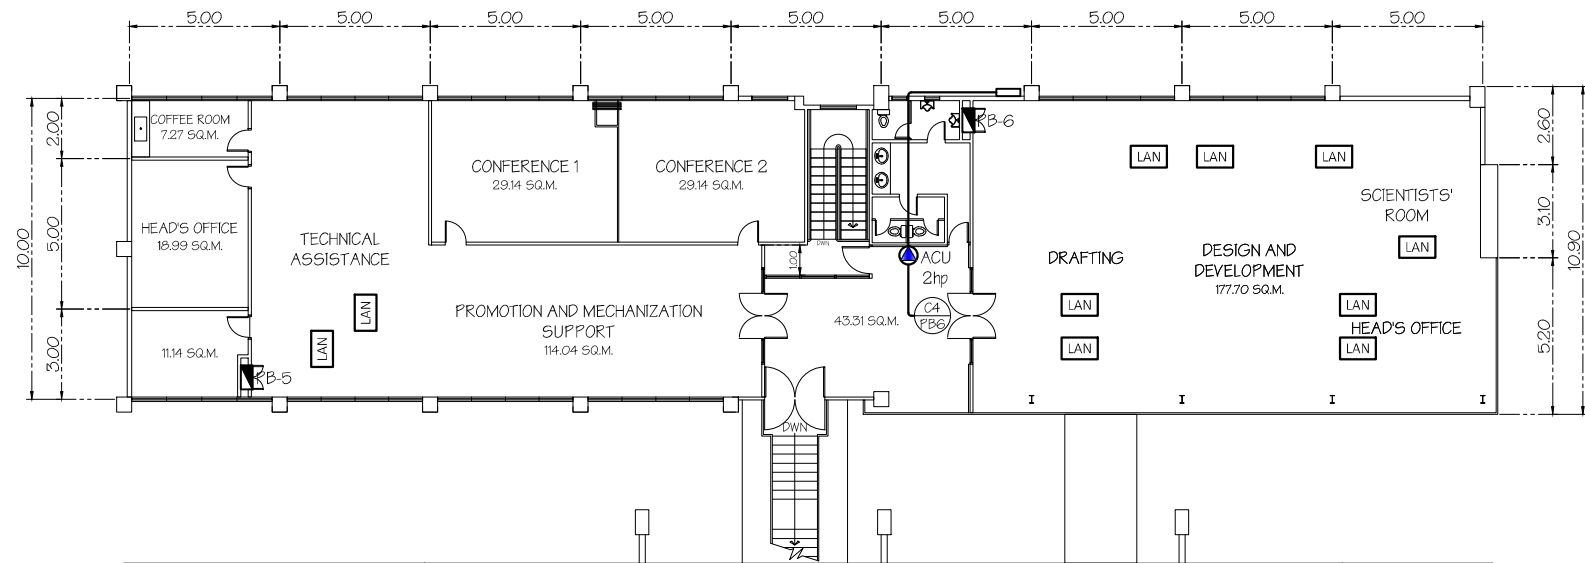 5.00 5.00 5.00 5.00 5.00 5.00 5.00 5.00 5.00
COFFEE ROOM
7.27 SQ.M.
2.00
CONFERENCE 1
29.14 SQ.M.
CONFERENCE 2
29.14 SQ.M.
PB-6
LAN LAN LAN
2.60
HEAD'S OFFICE
18.99 SQ.M.
5.00
10.00
TECHNICAL
ASSISTANCE
DWN
1.00
ACU
2hp
DRAFTING
DESIGN AND
DEVELOPMENT
177.70 SQ.M.
SCIENTISTS'
ROOM
LAN
3.10
10.90
LAN
LAN
PROMOTION AND MECHANIZATION
SUPPORT
114.04 SQ.M.
43.31 SQ.M.
C4
PB6
LAN
LAN
LAN
HEAD'S OFFICE
LAN
5.20
11.14 SQ.M.
3.00
PB-5
DWN